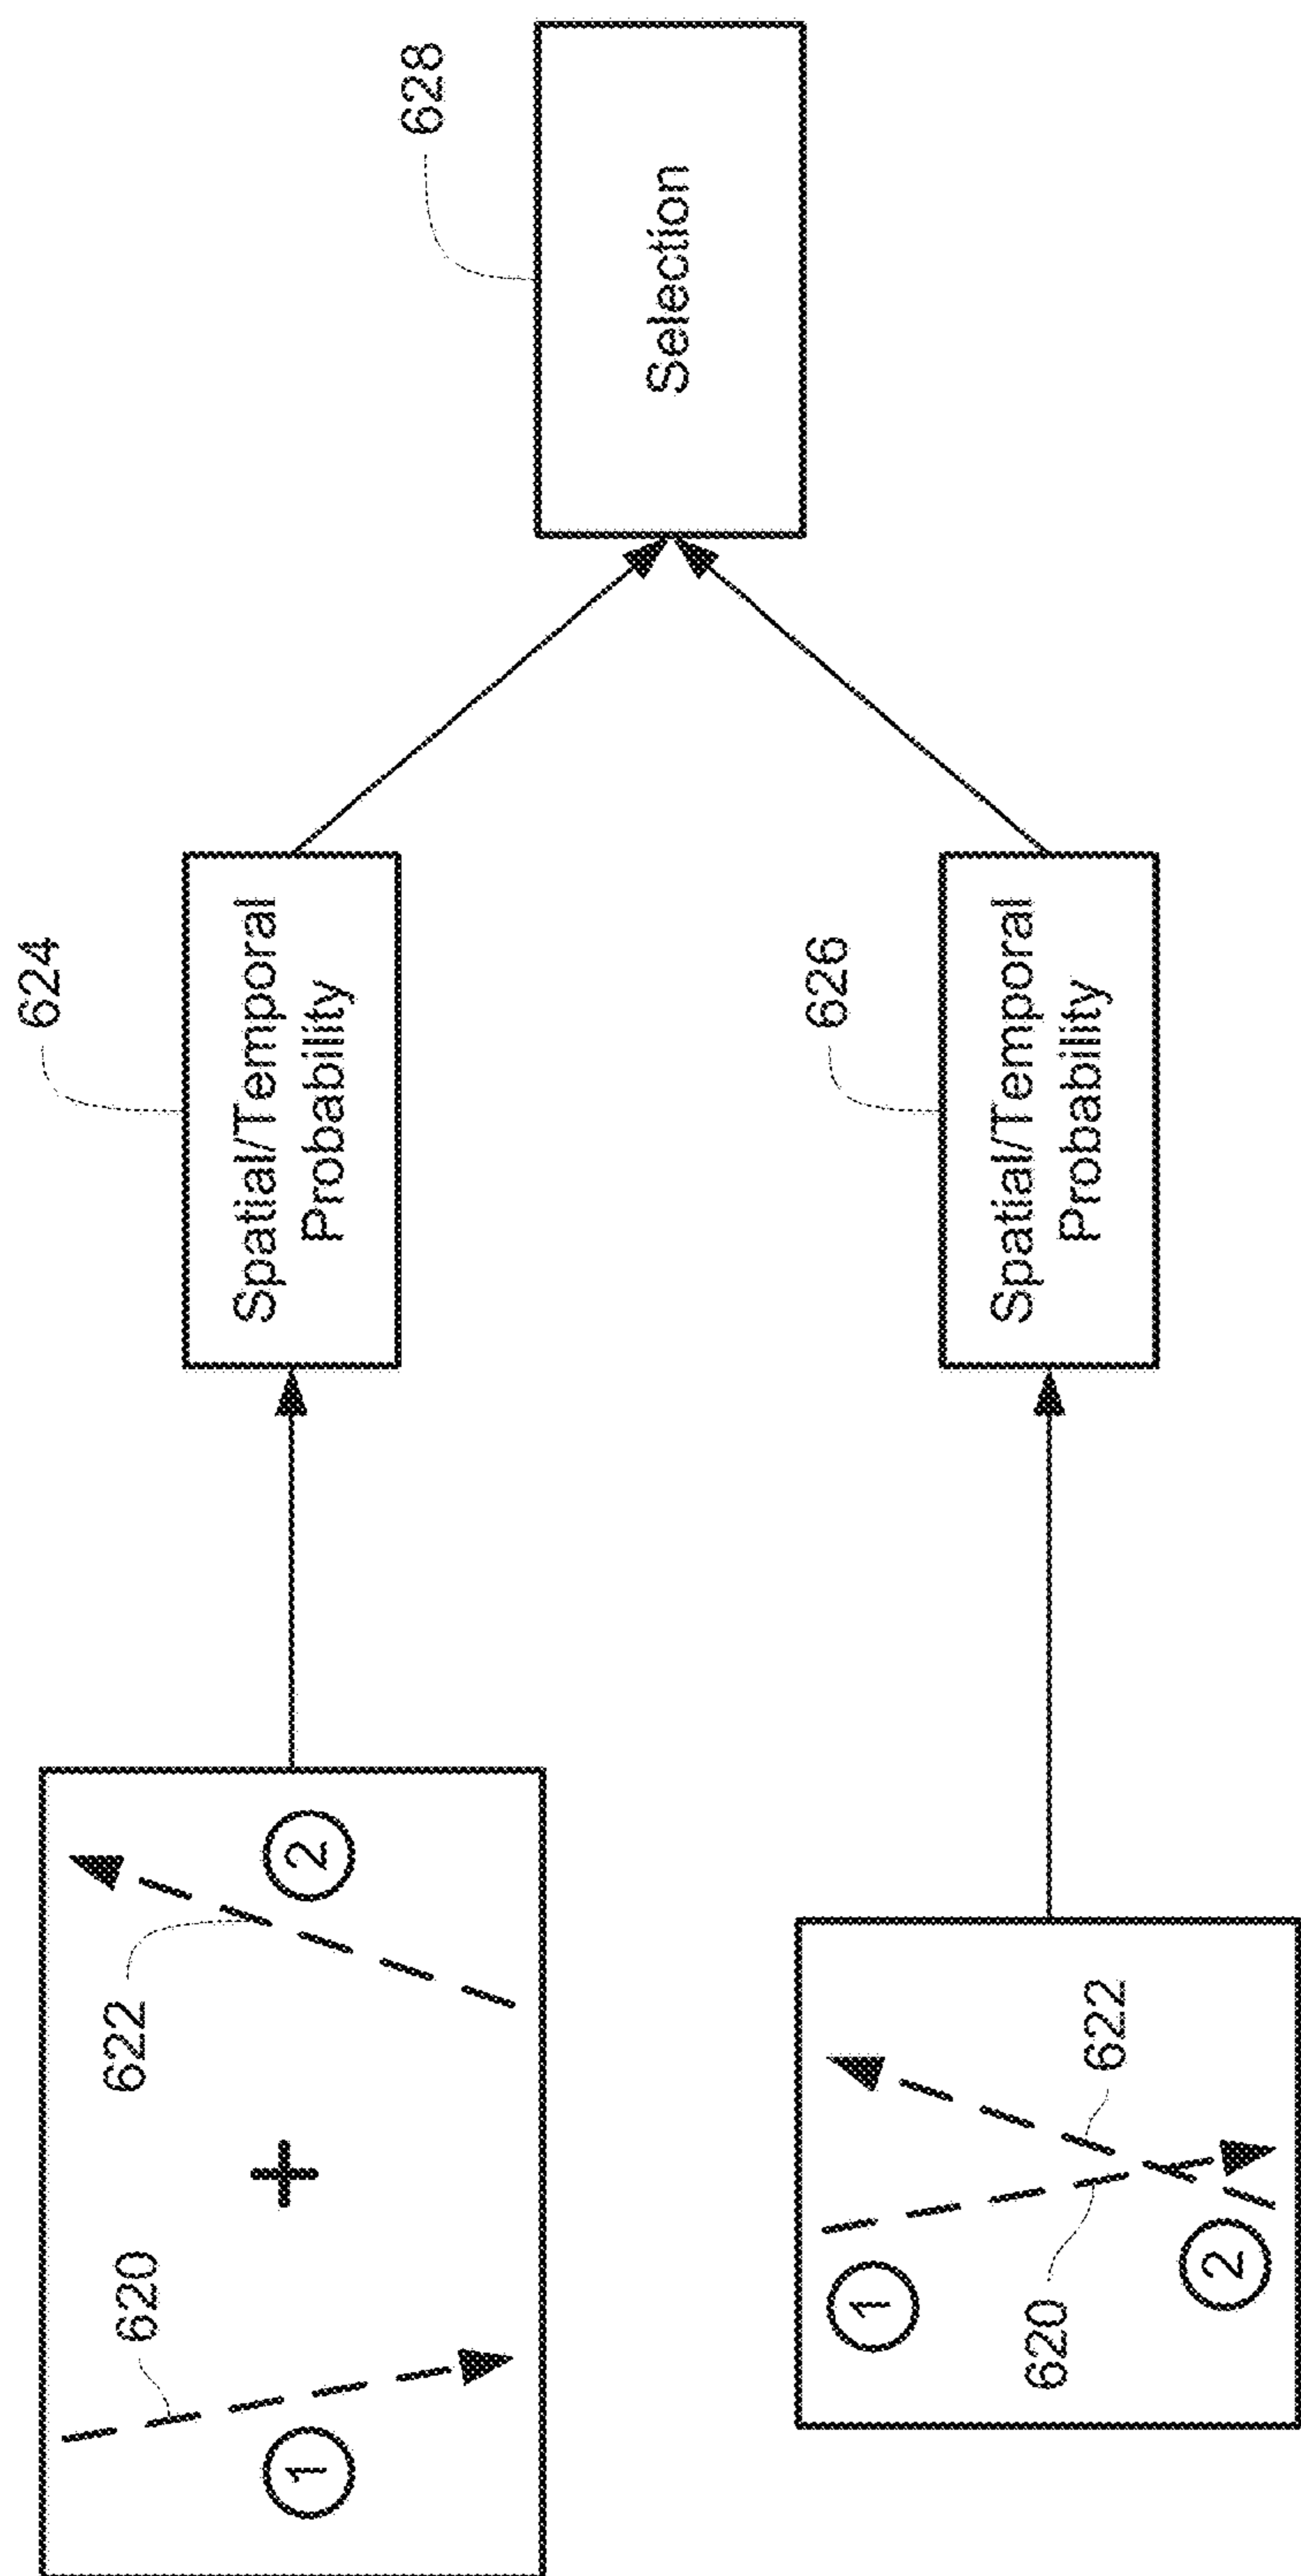 620
+
622
①
②
624
Spatial/Temporal
Probability
628
Selection
①
②
620
622
626
Spatial/Temporal
Probability